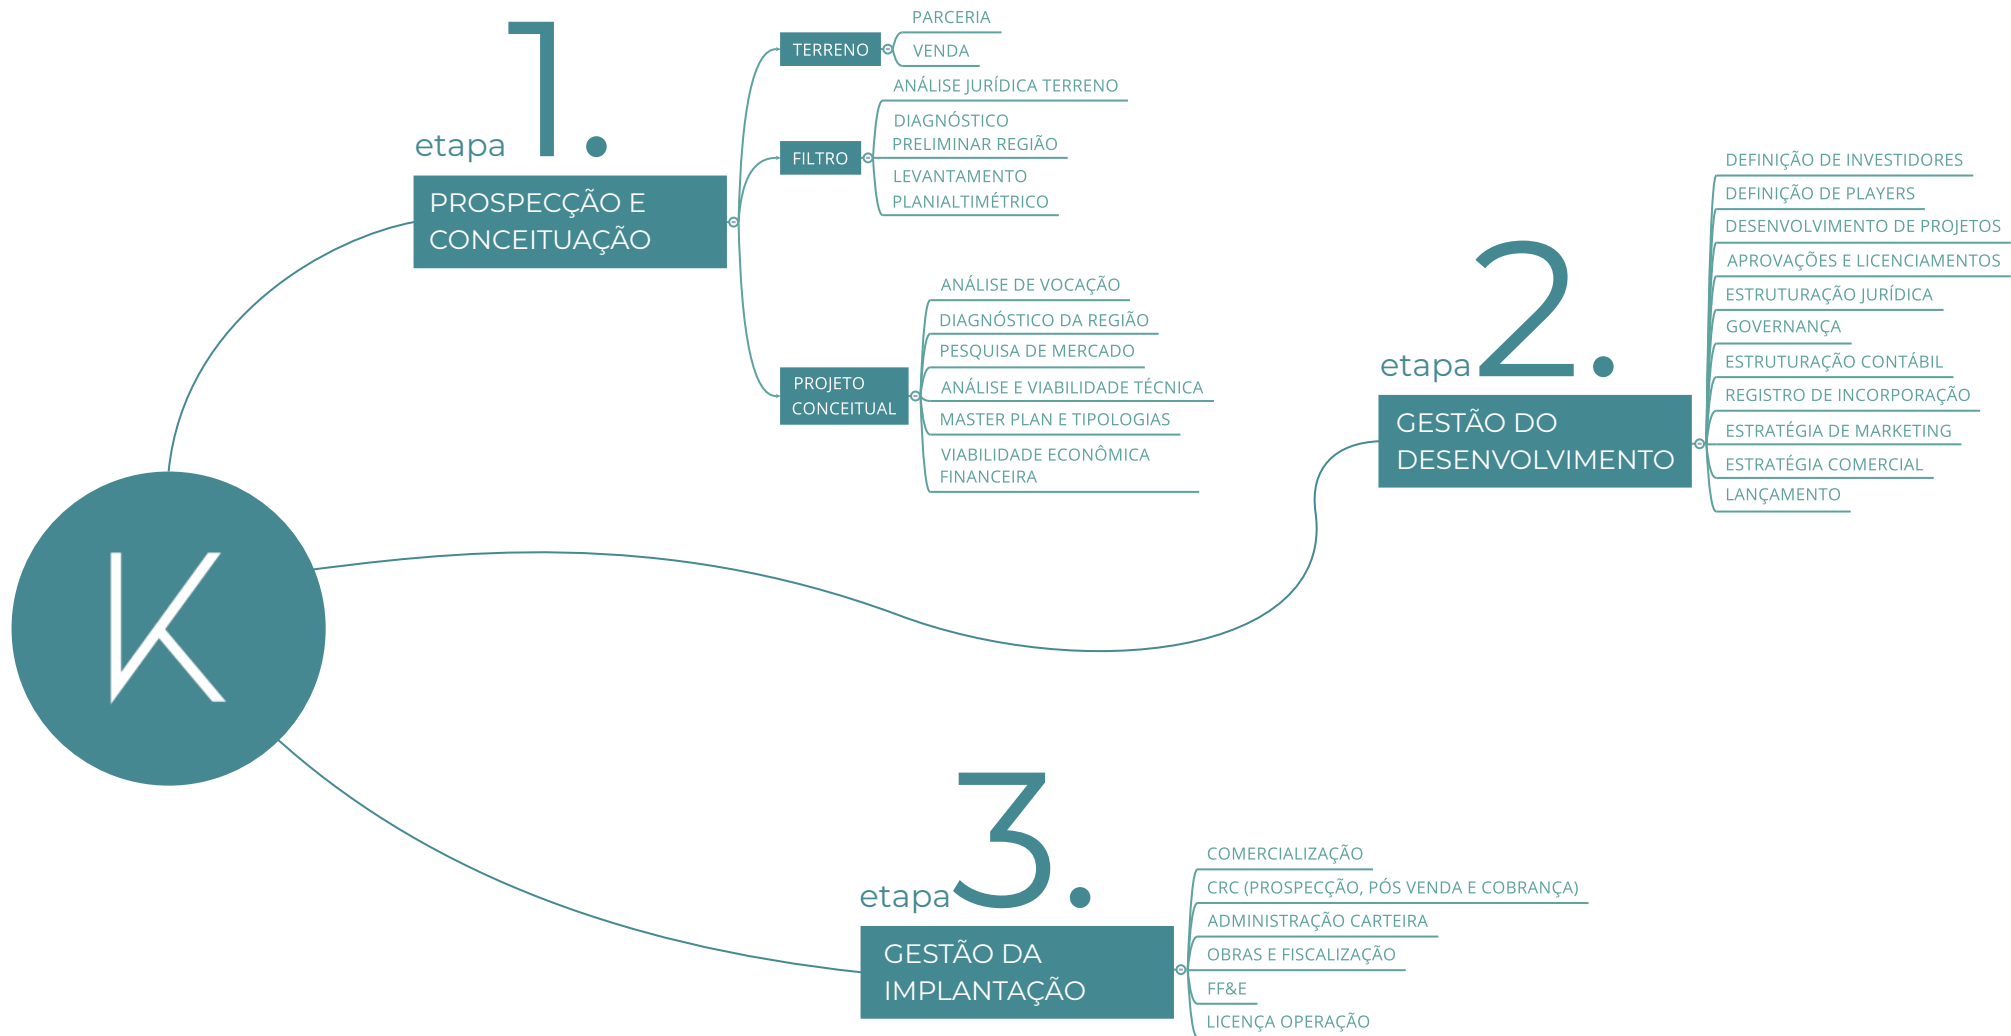 etapa 1.
PROSPECÇÃO E
CONCEITUAÇÃO
TERRENO
PARCERIA
VENDA
FILTRO
ANÁLISE JURÍDICA TERRENO
DIAGNÓSTICO
PRELIMINAR REGIÃO
LEVANTAMENTO
PLANIALTIMÉTRICO
PROJETO
CONCEITUAL
ANÁLISE DE VOCAÇÃO
DIAGNÓSTICO DA REGIÃO
PESQUISA DE MERCADO
ANÁLISE E VIABILIDADE TÉCNICA
MASTER PLAN E TIPOLOGIAS
VIABILIDADE ECONÔMICA
FINANCEIRA
etapa 2.
GESTÃO DO
DESENVOLVIMENTO
DEFINIÇÃO DE INVESTIDORES
DEFINIÇÃO DE PLAYERS
DESENVOLVIMENTO DE PROJETOS
APROVAÇÕES E LICENCIAMENTOS
ESTRUTURAÇÃO JURÍDICA
GOVERNANÇA
ESTRUTURAÇÃO CONTÁBIL
REGISTRO DE INCORPORAÇÃO
ESTRATÉGIA DE MARKETING
ESTRATÉGIA COMERCIAL
LANÇAMENTO
K
etapa 3.
GESTÃO DA
IMPLANTAÇÃO
COMERCIALIZAÇÃO
CRC (PROSPECÇÃO, PÓS VENDA E COBRANÇA)
ADMINISTRAÇÃO CARTEIRA
OBRAS E FISCALIZAÇÃO
FF&E
LICENÇA OPERAÇÃO